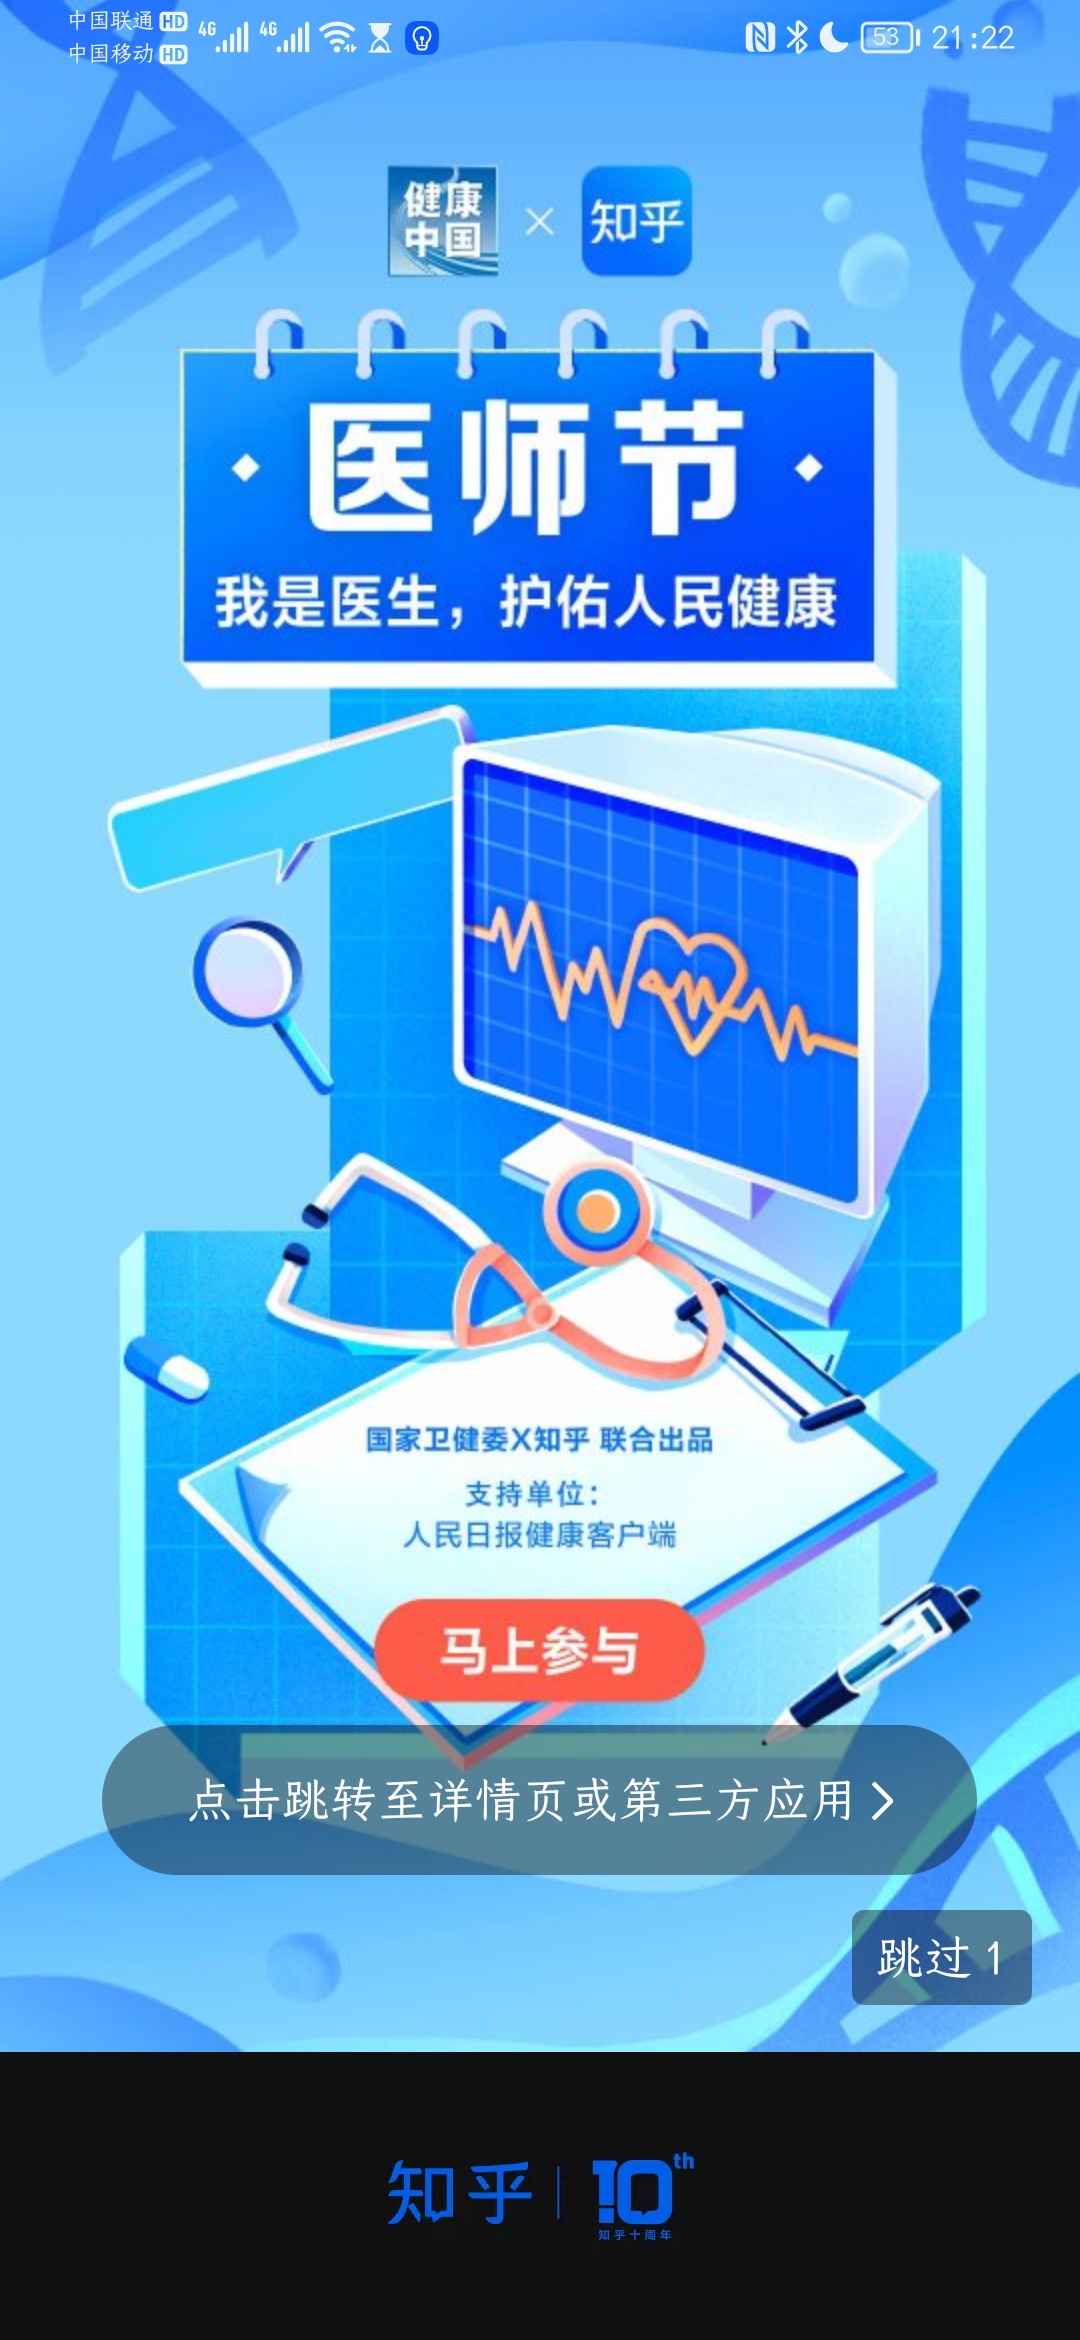 中国联通 HD 4G 4G 53 21:22
中国移动 HD
健康中国 × 知乎
医师节
我是医生，护佑人民健康
国家卫健委X知乎 联合出品
支持单位：
人民日报健康客户端
马上参与
点击跳转至详情页或第三方应用
跳过 1
知乎 | 10th
知乎十周年